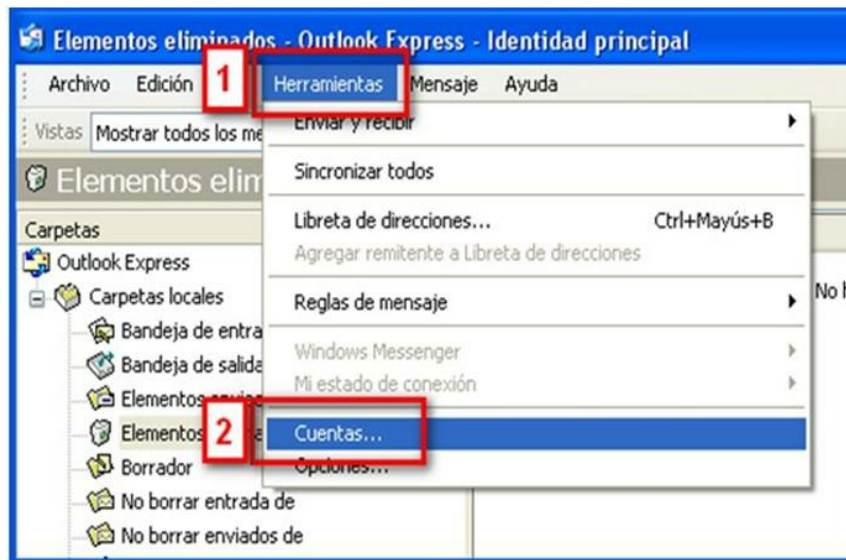 Elementos eliminados - Outlook Express - Identidad principal
Archivo Edición 1 Herramientas Mensaje Ayuda
Vistas Mostrar todos los me
Enviar y recibir
Elementos elim
Sincronizar todos
Carpetas
Libreta de direcciones... Ctrl+Mayús+B
Agregar remitente a Libreta de direcciones
Outlook Express
Carpetas locales
Reglas de mensaje
No h
Bandeja de entra
Windows Messenger
Bandeja de salida
Mi estado de conexión
Elementos
Elementos 2 Cuentas...
Borrador
Opciones...
No borrar entrada de
No borrar enviados de